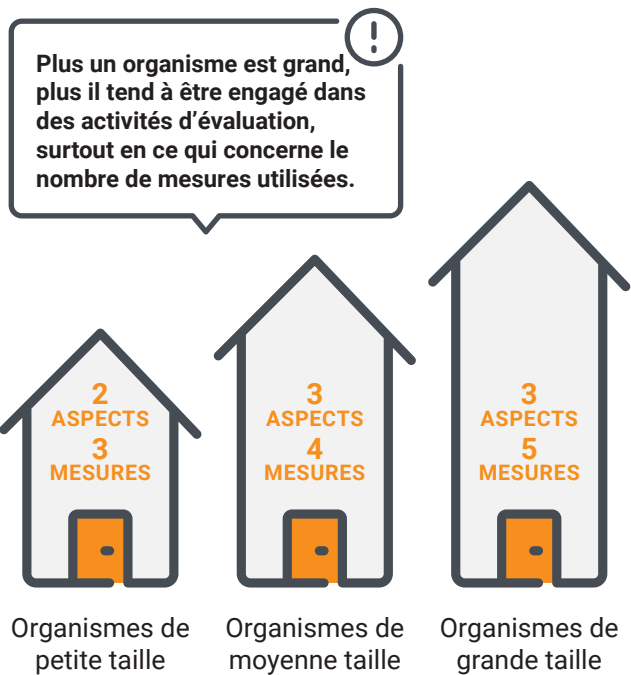 Plus un organisme est grand,
plus il tend à être engagé dans
des activités d’évaluation,
surtout en ce qui concerne le
nombre de mesures utilisées.
2
ASPECTS
3
MESURES
3
ASPECTS
4
MESURES
3
ASPECTS
5
MESURES
Organismes de
petite taille
Organismes de
moyenne taille
Organismes de
grande taille